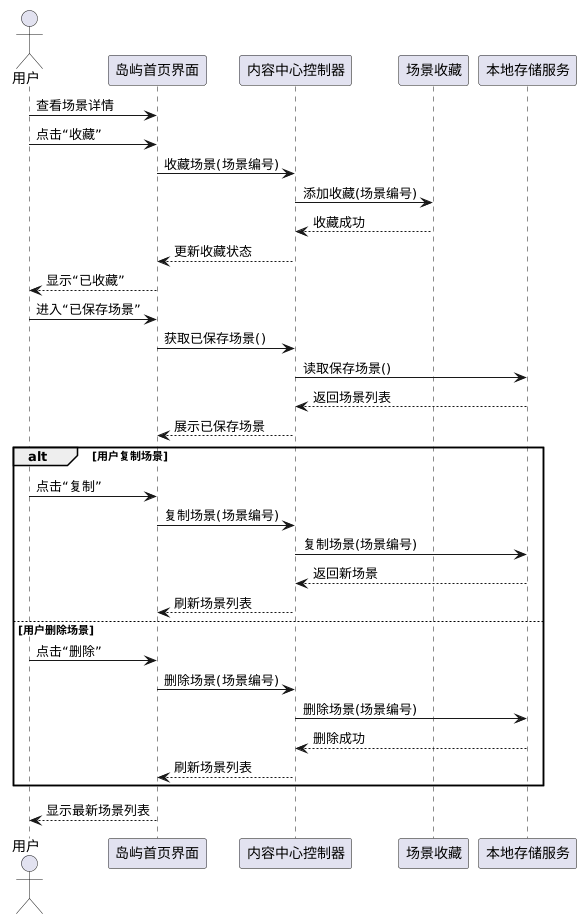 用户
岛屿首页界面
内容中心控制器
场景收藏
本地存储服务
查看场景详情
点击“收藏”
收藏场景(场景编号)
添加收藏(场景编号)
收藏成功
更新收藏状态
显示“已收藏”
进入“已保存场景”
获取已保存场景()
读取保存场景()
返回场景列表
展示已保存场景
alt
[用户复制场景]
点击“复制”
复制场景(场景编号)
复制场景(场景编号)
返回新场景
刷新场景列表
[用户删除场景]
点击“删除”
删除场景(场景编号)
删除场景(场景编号)
删除成功
刷新场景列表
显示最新场景列表
用户
岛屿首页界面
内容中心控制器
场景收藏
本地存储服务